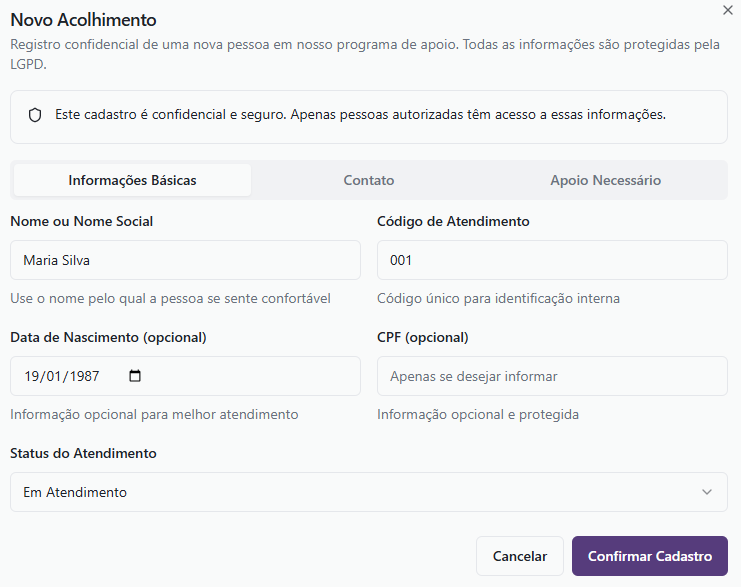 Novo Acolhimento
Registro confidencial de uma nova pessoa em nosso programa de apoio. Todas as informações são protegidas pela
LGPD.
Este cadastro é confidencial e seguro. Apenas pessoas autorizadas têm acesso a essas informações.
Informações Básicas
Contato
Apoio Necessário
Nome ou Nome Social
Código de Atendimento
Maria Silva
001
Use o nome pelo qual a pessoa se sente confortável
Código único para identificação interna
Data de Nascimento (opcional)
CPF (opcional)
19/01/1987
Apenas se desejar informar
Informação opcional para melhor atendimento
Informação opcional e protegida
Status do Atendimento
Em Atendimento
Cancelar
Confirmar Cadastro